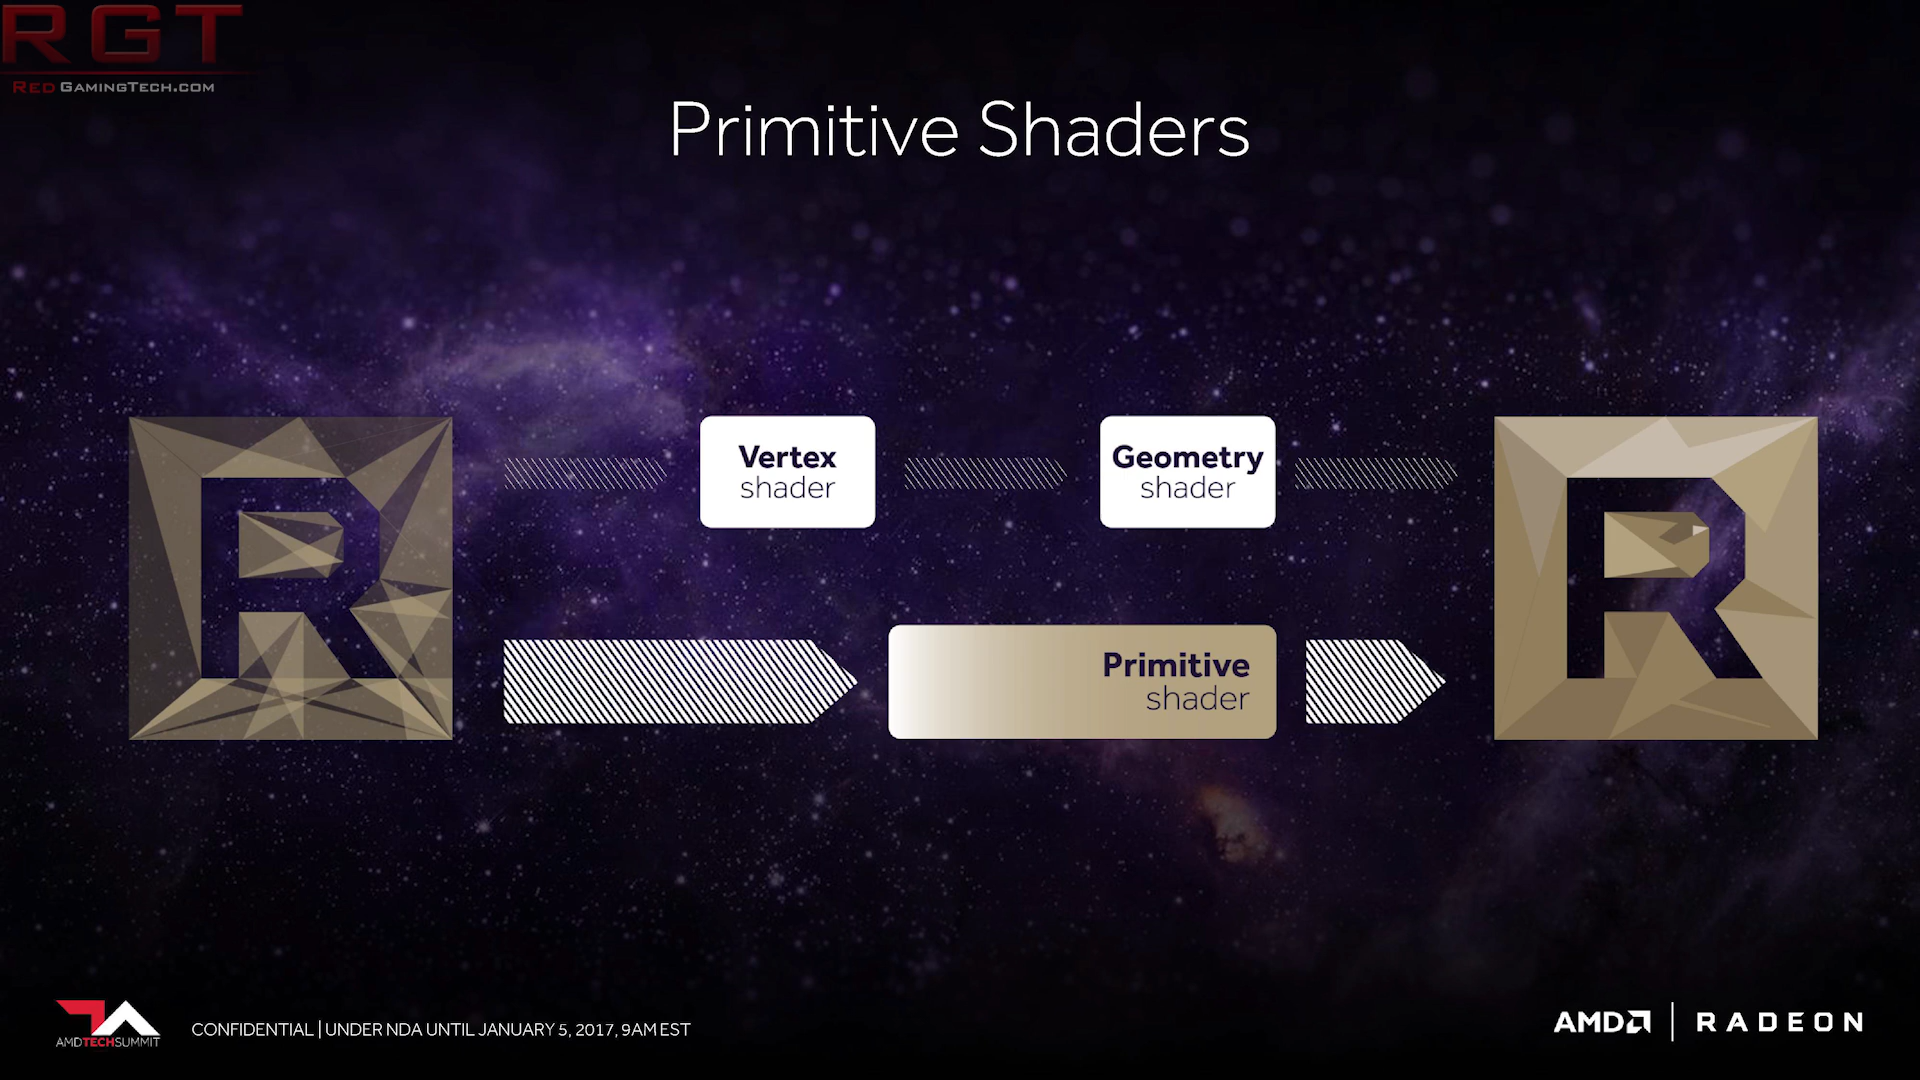 RGT
RED GAMINGTECH.COM
Primitive Shaders
Vertex
shader
Geometry
shader
Primitive
shader
R
R
AMDTECHSUMMIT
CONFIDENTIAL | UNDER NDA UNTIL JANUARY 5, 2017, 9AM EST
AMD
RADEON